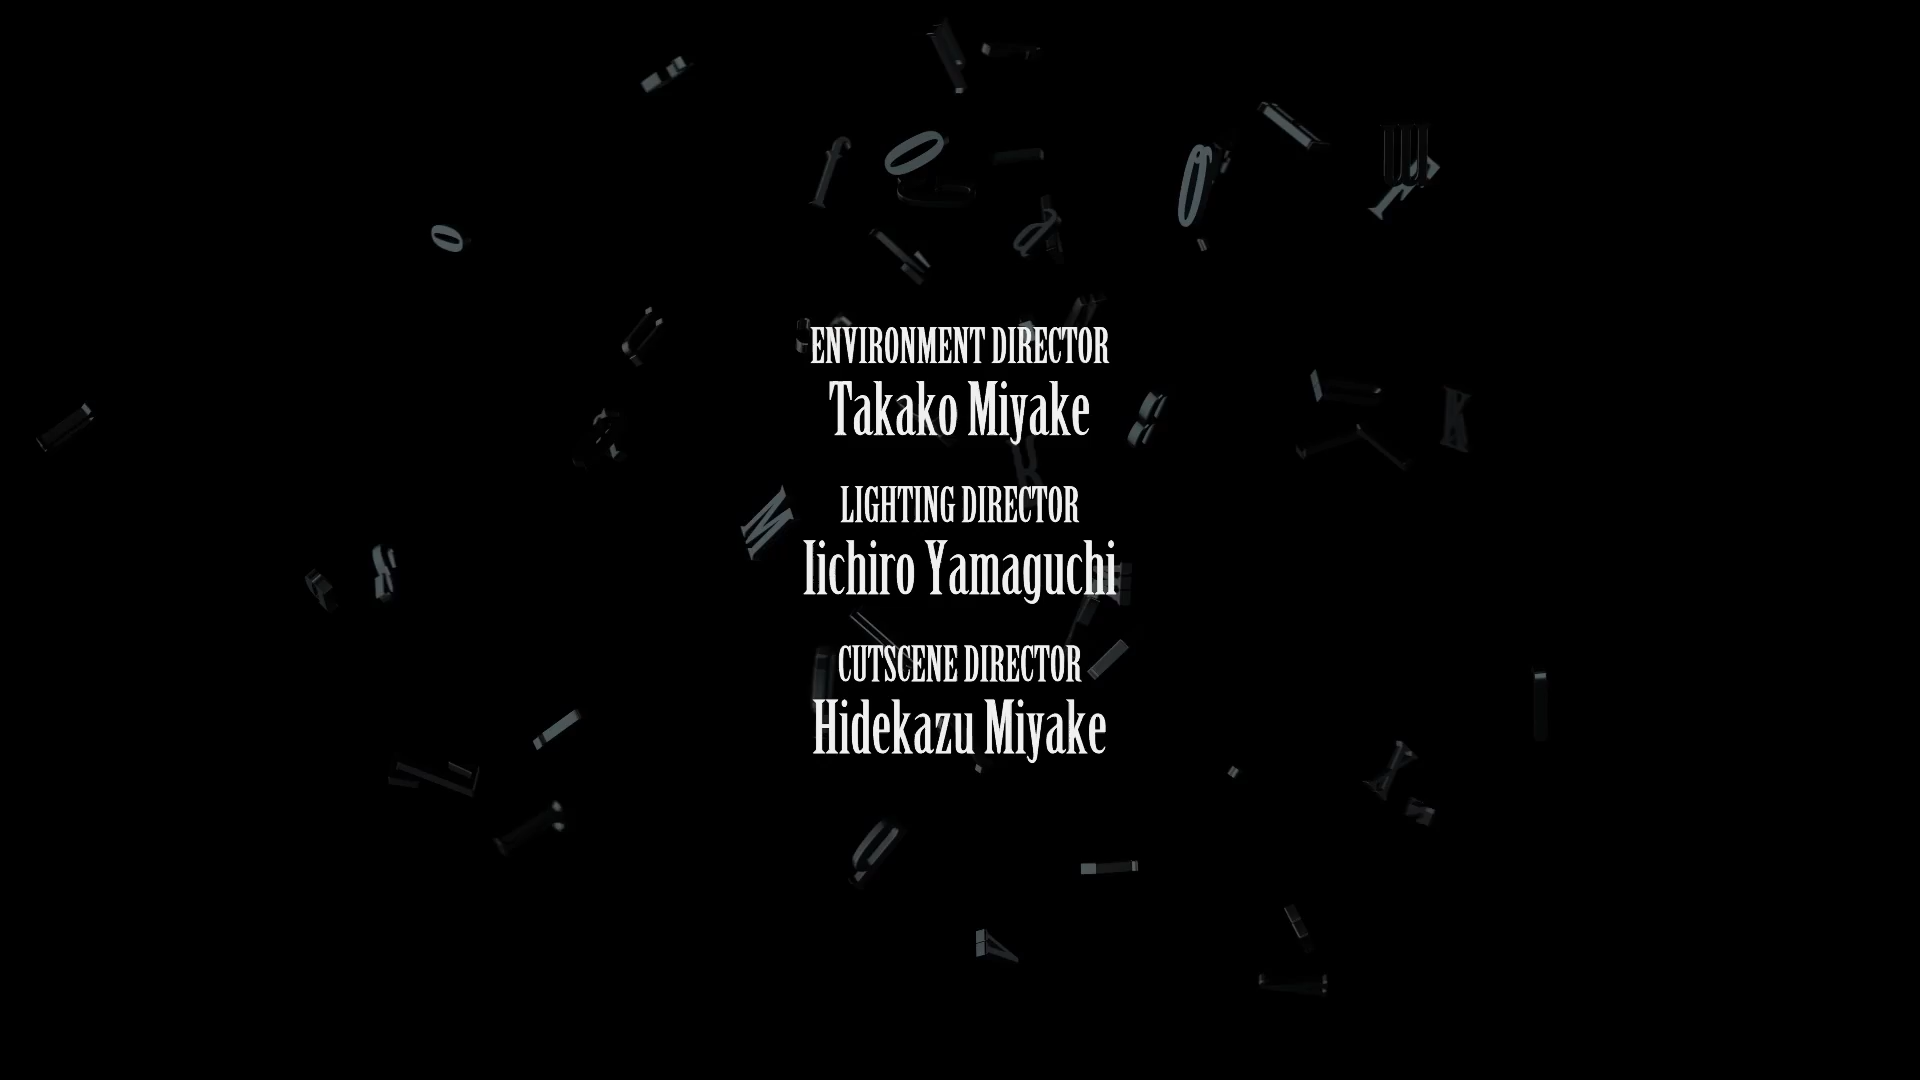 ENVIRONMENT DIRECTOR
Takako Miyake
LIGHTING DIRECTOR
Iichiro Yamaguchi
CUTSCENE DIRECTOR
Hidekazu Miyake